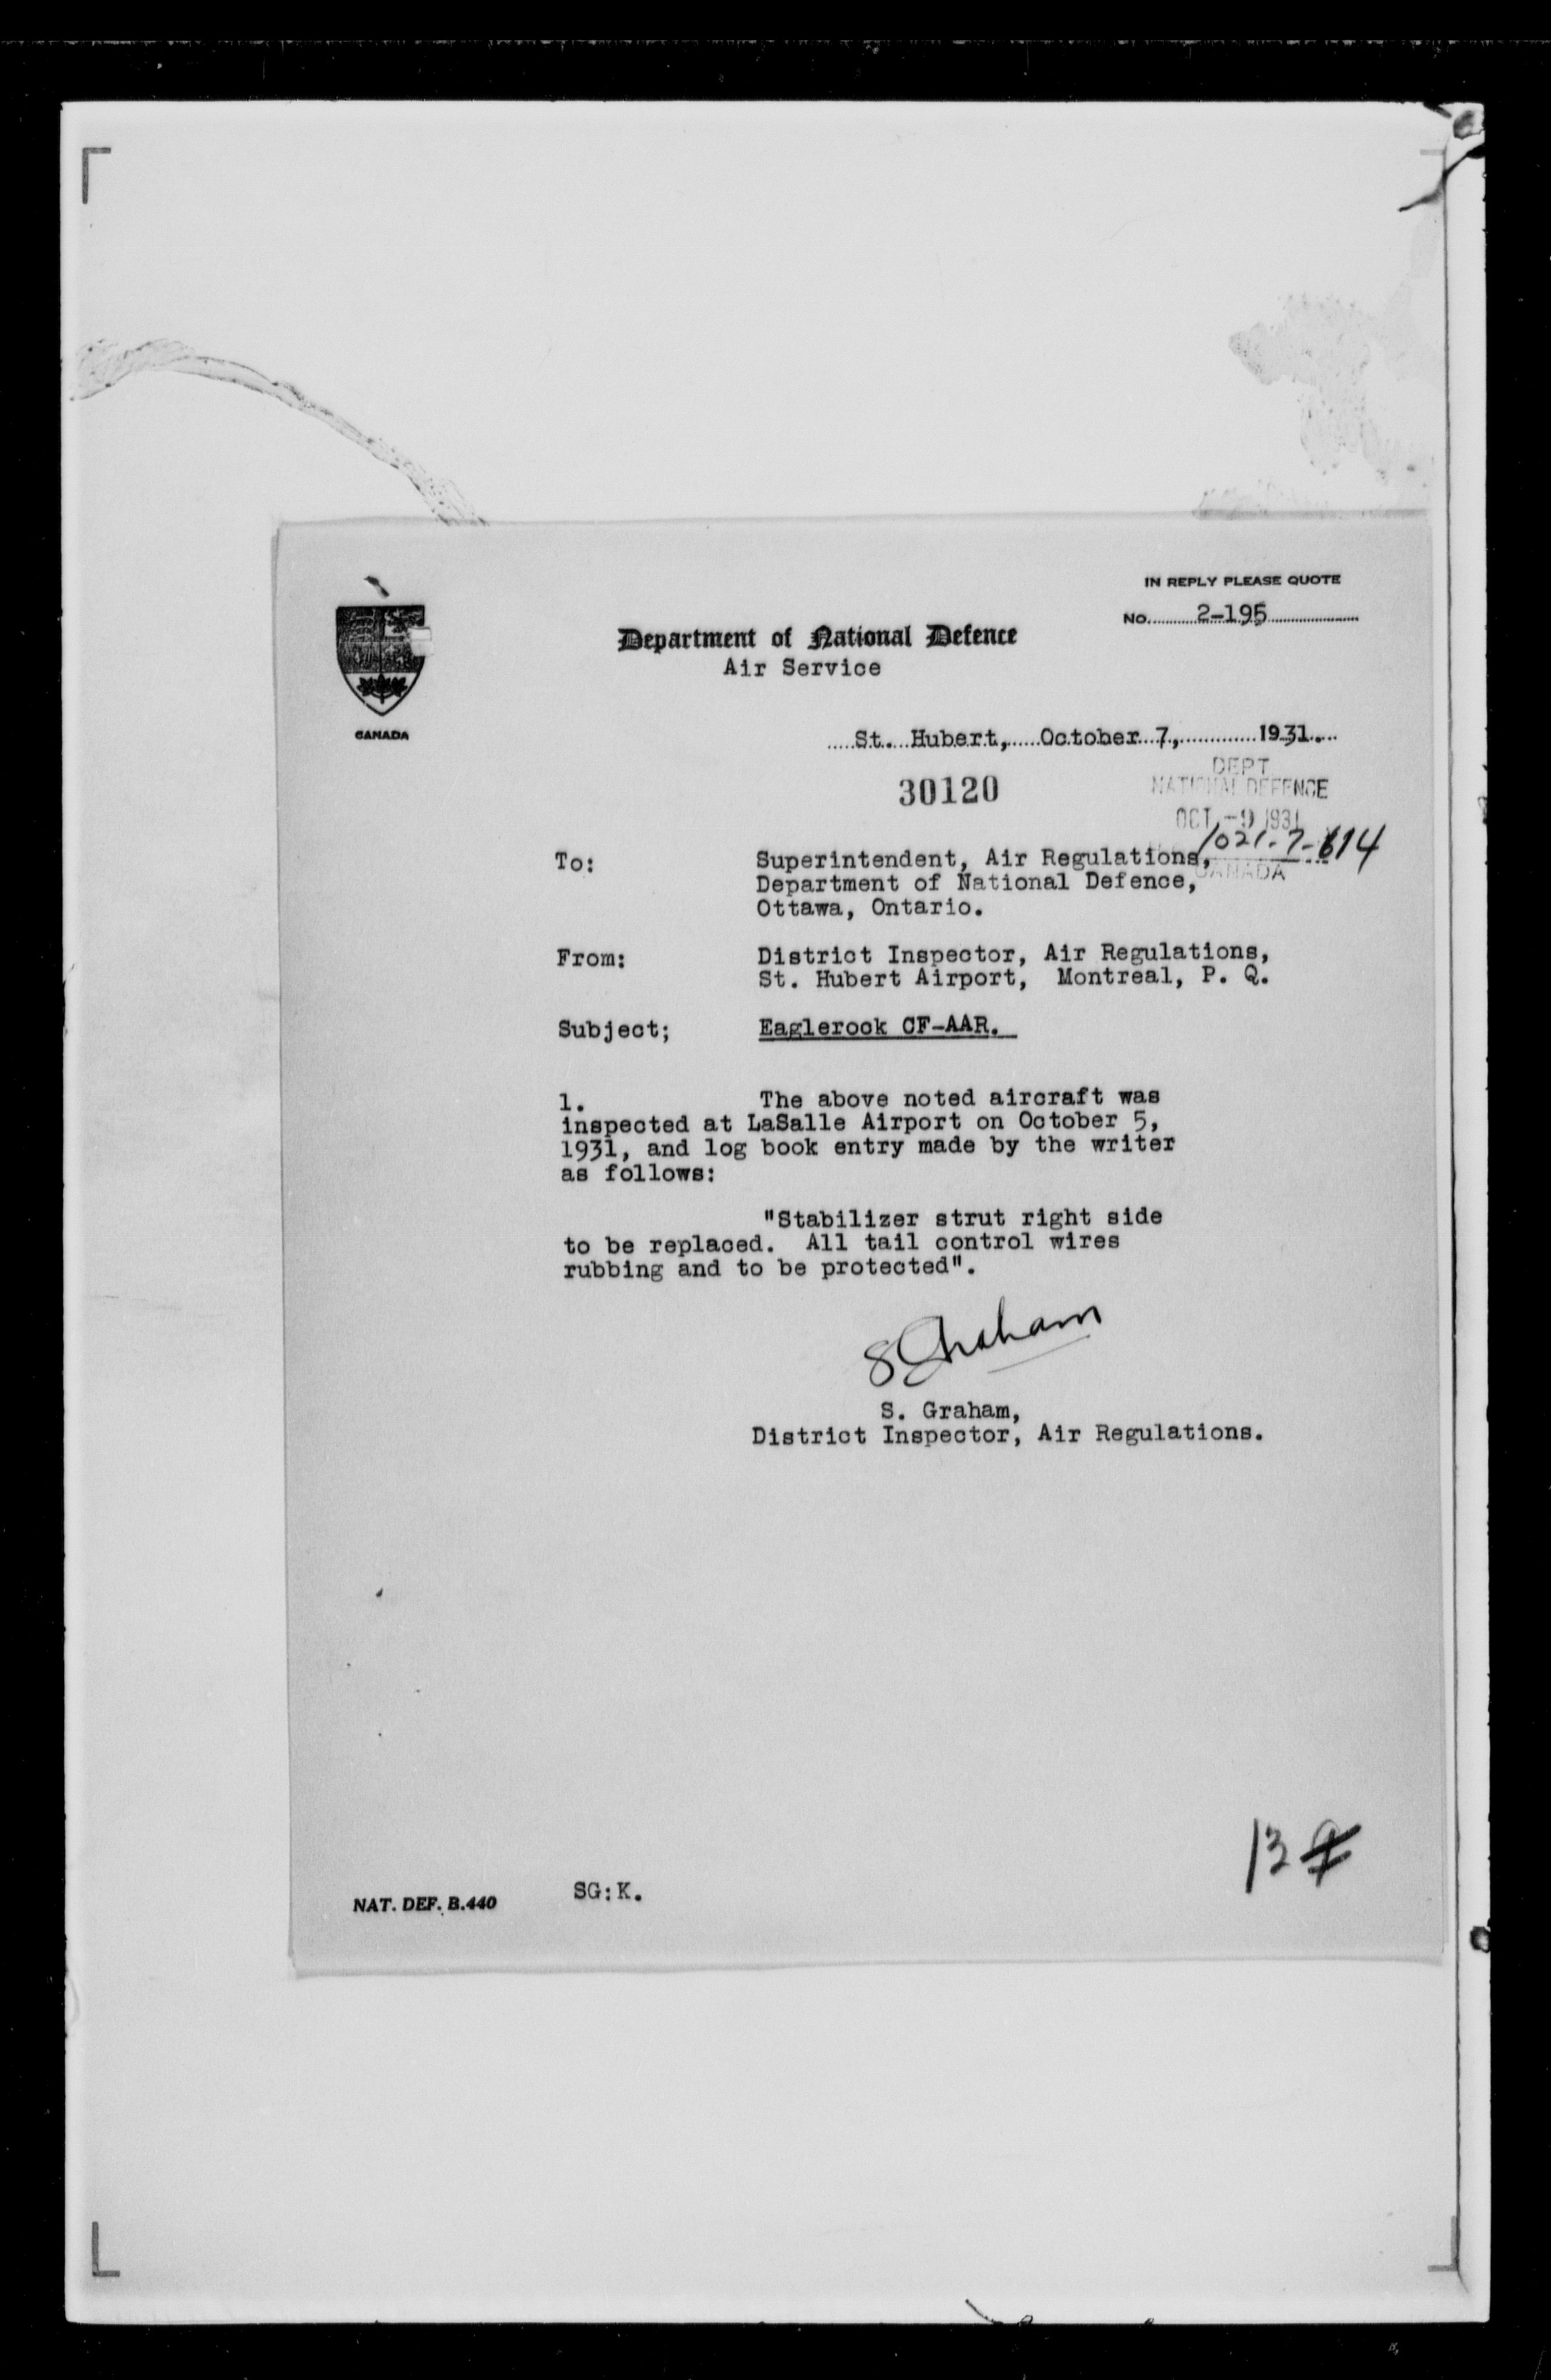 IN REPLY PLEASE QUOTE
No. 2-195
Department of National Defence
Air Service
CANADA
St. Hubert, October 7, 1931.
DEPT
NATIONAL DEFENCE
30120
OCT -9 1931
1021-7-614
CANADA
To: Superintendent, Air Regulations,
Department of National Defence,
Ottawa, Ontario.
From: District Inspector, Air Regulations,
St. Hubert Airport, Montreal, P. Q.
Subject; Eaglerock CF-AAR.
1. The above noted aircraft was
inspected at LaSalle Airport on October 5,
1931, and log book entry made by the writer
as follows:
"Stabilizer strut right side
to be replaced. All tail control wires
rubbing and to be protected".
S Graham
S. Graham,
District Inspector, Air Regulations.
13
SG:K.
NAT. DEF. B.440